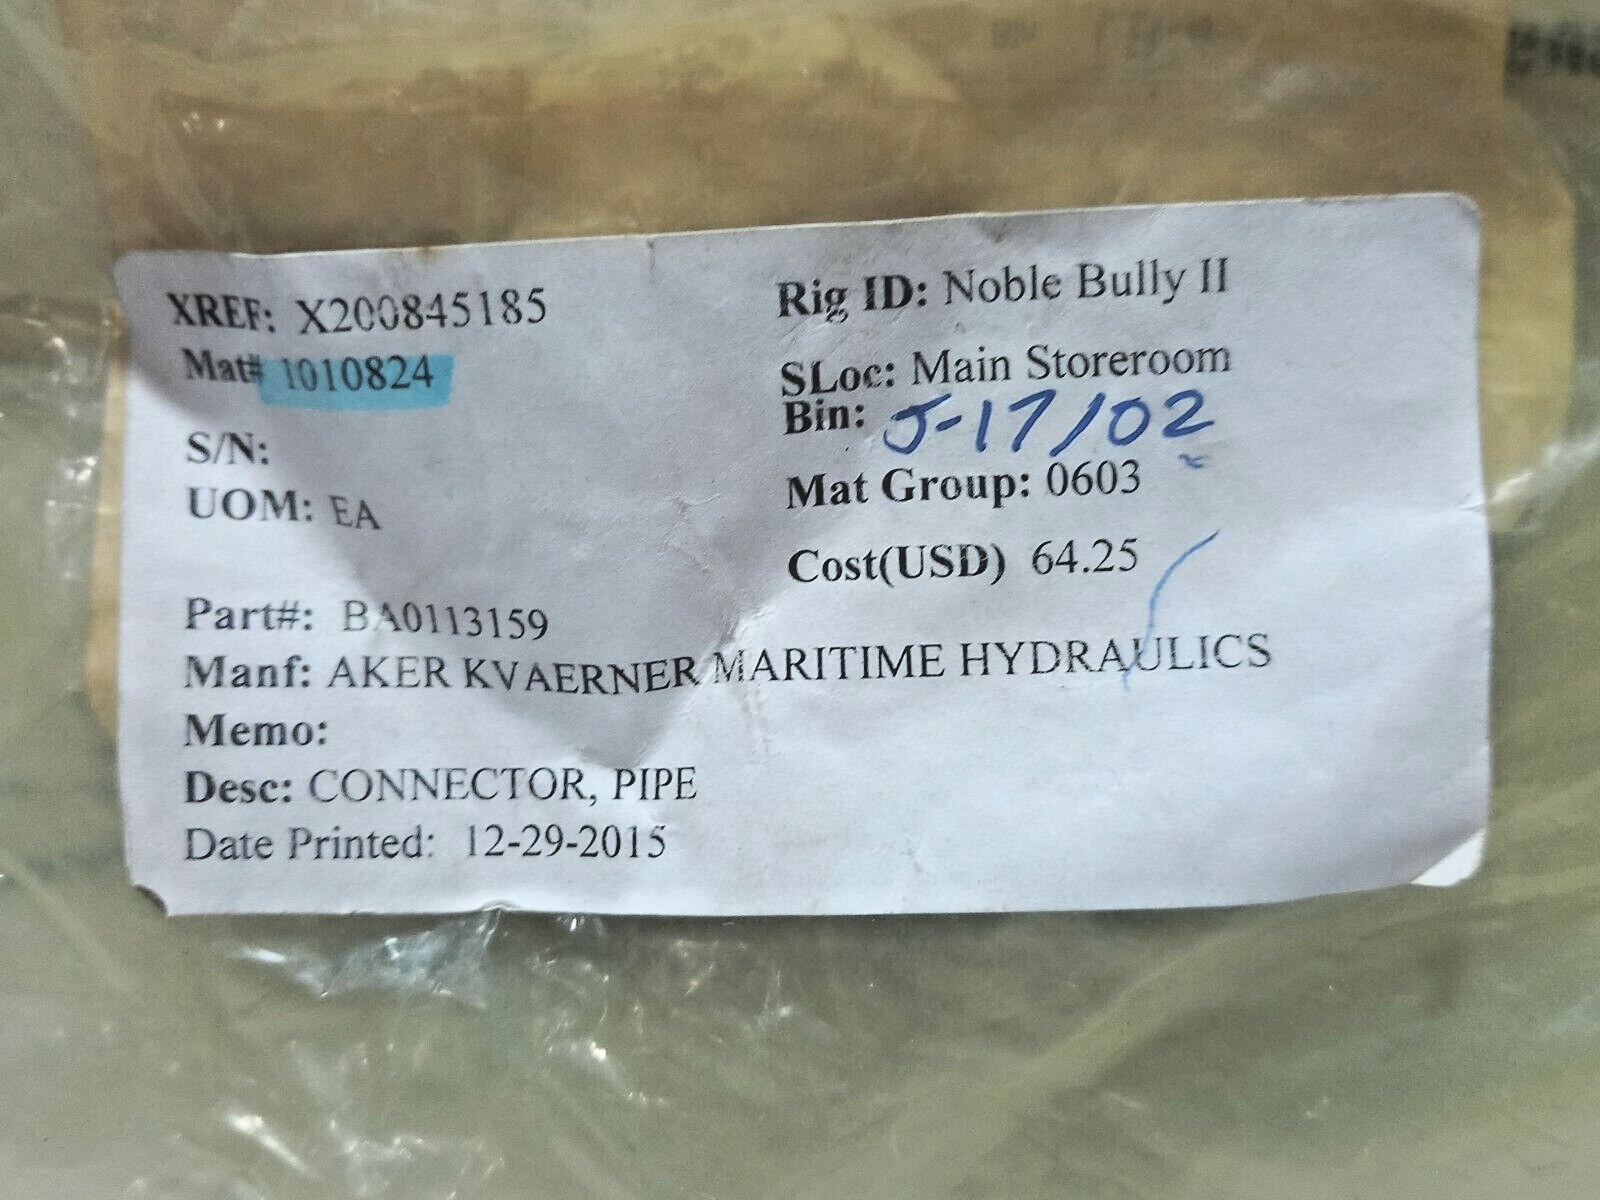 XREF: X200845185
Mat# 1010824
S/N:
UOM: EA
Rig ID: Noble Bully II
SLoc: Main Storeroom
Bin: J-17/02
Mat Group: 0603
Cost(USD) 64.25
Part#: BA0113159
Manf: AKER KVAERNER MARITIME HYDRAULICS
Memo:
Desc: CONNECTOR, PIPE
Date Printed: 12-29-2015